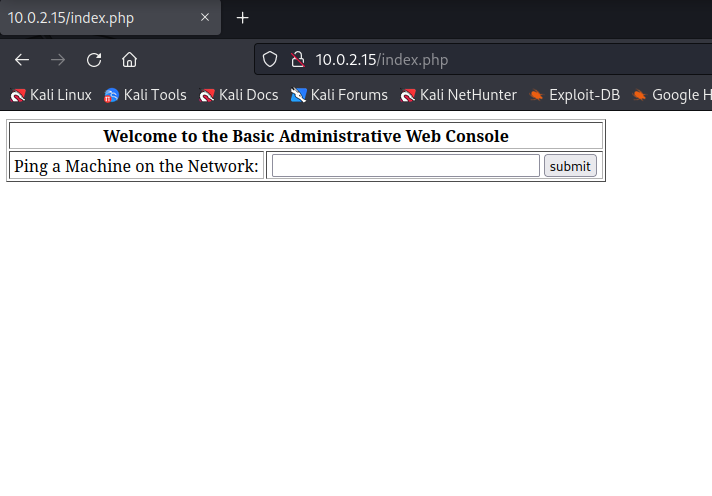 10.0.2.15/index.php
10.0.2.15/index.php
Kali Linux Kali Tools Kali Docs Kali Forums Kali NetHunter Exploit-DB Google H
Welcome to the Basic Administrative Web Console
Ping a Machine on the Network: submit